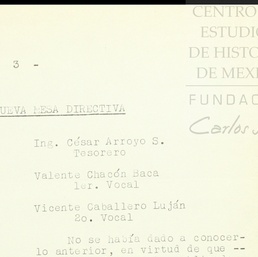 CENTRO
ESTUDIO
DE HISTO
DE MEXI
FUNDAC
Carlos
3 -
UEVA MESA DIRECTIVA
Ing. César Arroyo S.
Tesorero
Valente Chacón Baca
1er. Vocal
Vicente Caballero Luján
2o. Vocal
No se había dado a conocer-
lo anterior, en virtud de que --